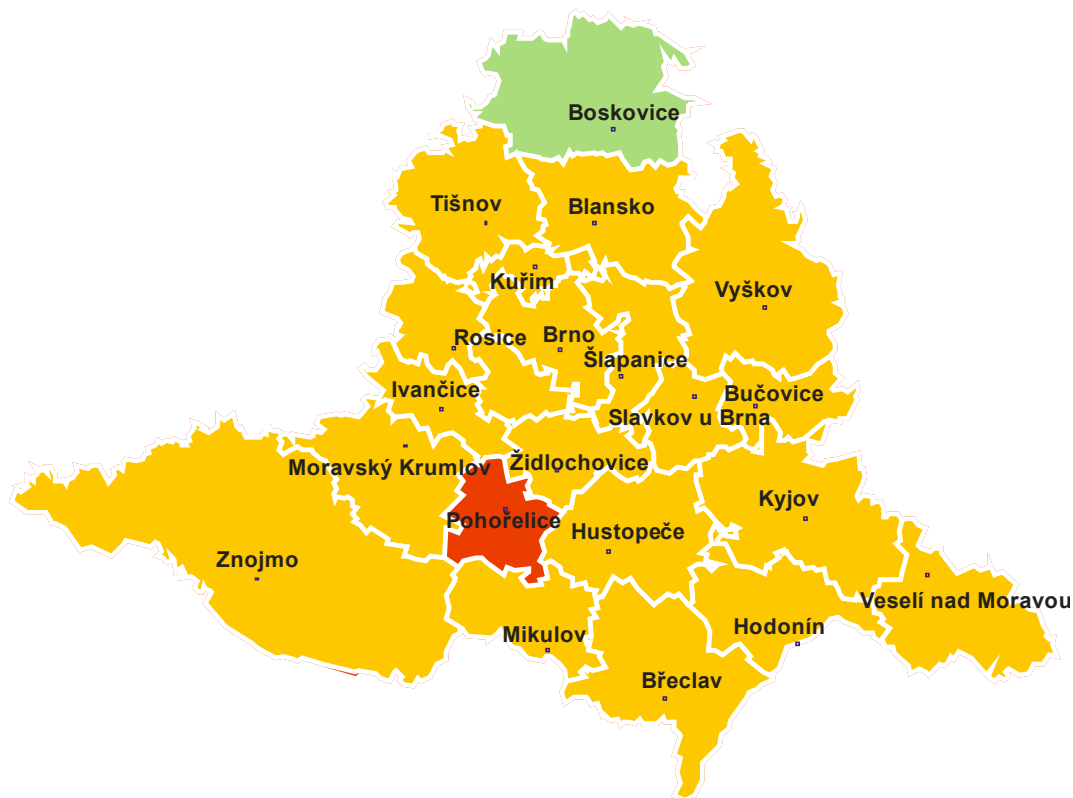 Boskovice
Tišnov
Blansko
Kuřim
Vyškov
Rosice
Brno
Šlapanice
Ivančice
Bučovice
Slavkov u Brna
Moravský Krumlov
Židlochovice
Pohořelice
Kyjov
Hustopeče
Znojmo
Veselí nad Moravou
Mikulov
Hodonín
Břeclav